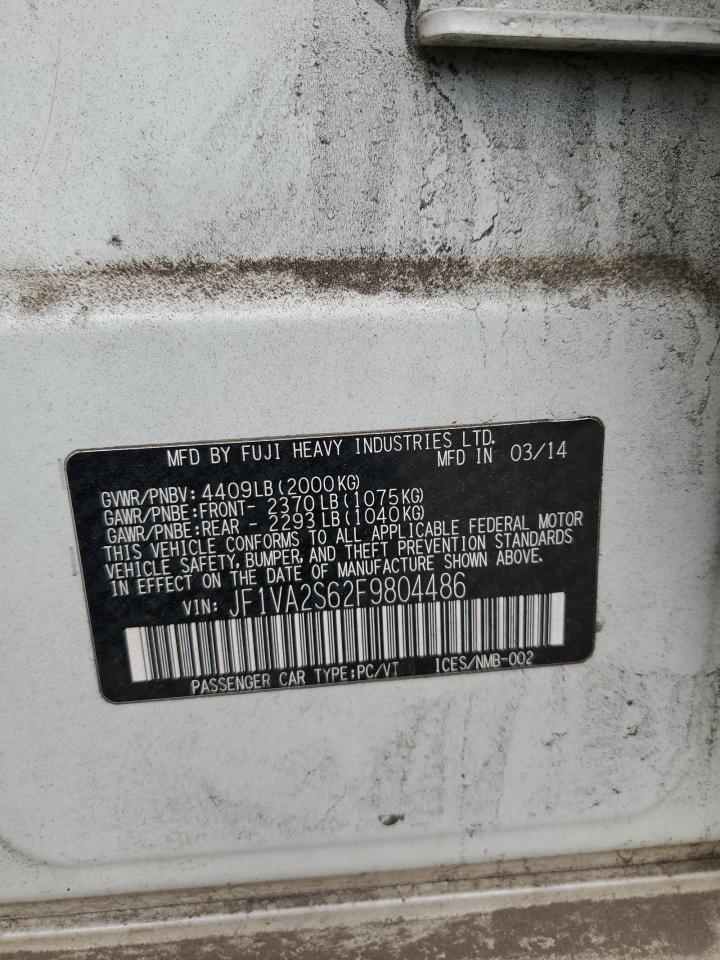 MFD BY FUJI HEAVY INDUSTRIES LTD.
MFD IN 03/14
GVWR/PNBV: 4409LB(2000KG)
GAWR/PNBE:FRONT- 2370LB(1075KG)
GAWR/PNBE:REAR - 2293LB(1040KG)
THIS VEHICLE CONFORMS TO ALL APPLICABLE FEDERAL MOTOR
VEHICLE SAFETY, BUMPER, AND THEFT PREVENTION STANDARDS
IN EFFECT ON THE DATE OF MANUFACTURE SHOWN ABOVE.
VIN: JF1VA2S62F9804486
PASSENGER CAR TYPE:PC/VT ICES/NMB-002